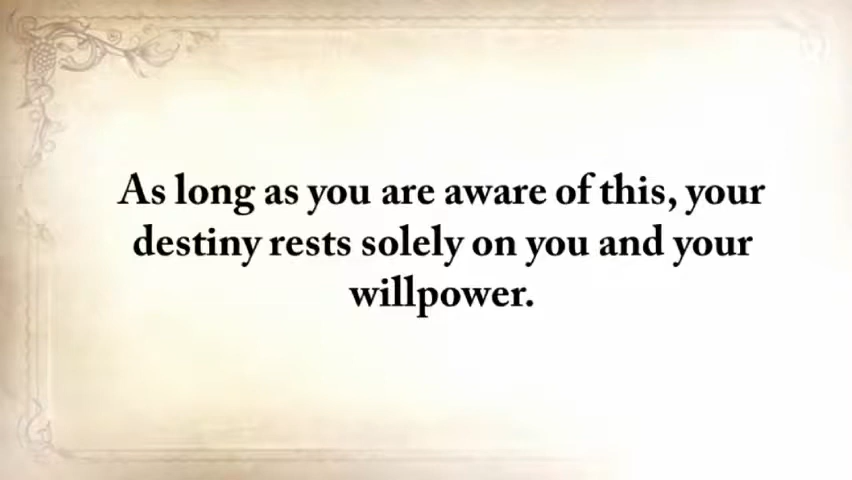 As long as you are aware of this, your
destiny rests solely on you and your
willpower.